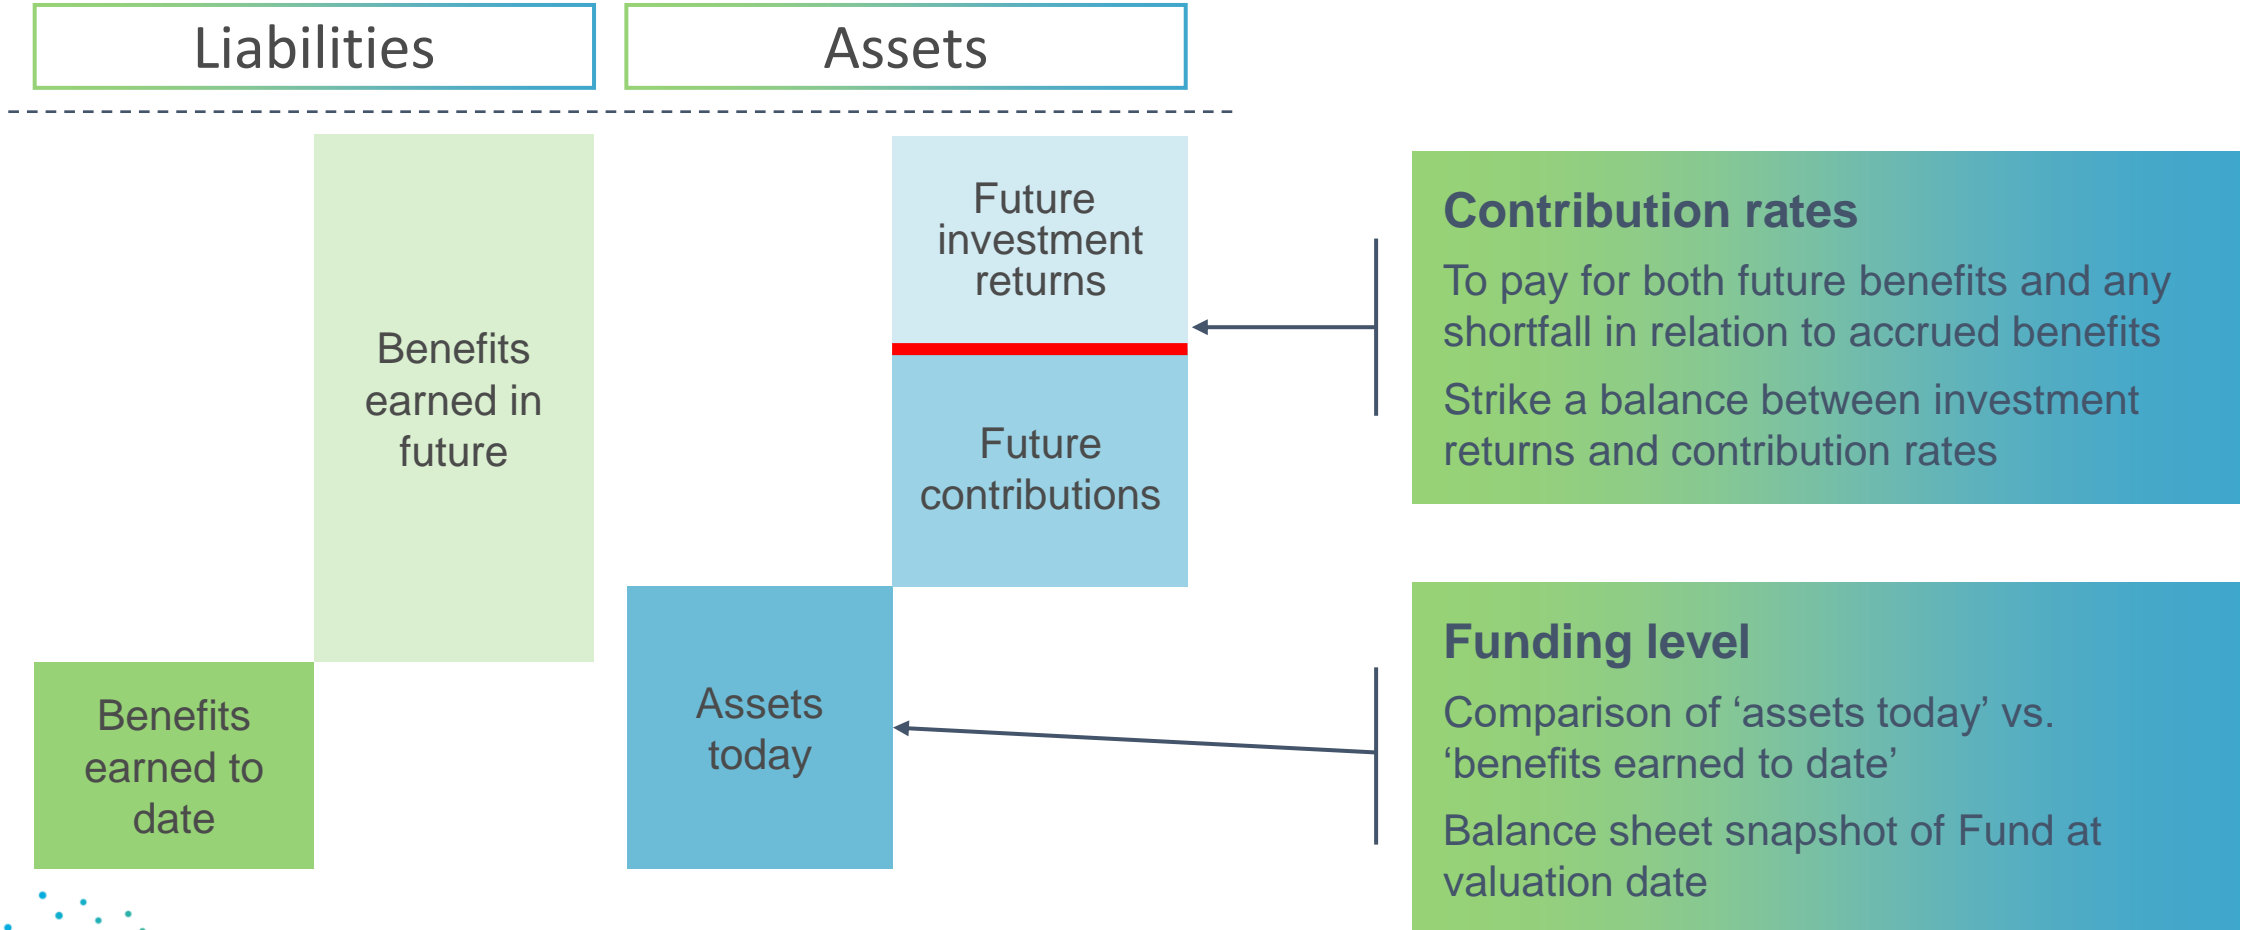 Liabilities
Assets
Benefits
earned in
future
Benefits
earned to
date
Future
investment
returns
Future
contributions
Assets
today
Contribution rates
To pay for both future benefits and any
shortfall in relation to accrued benefits
Strike a balance between investment
returns and contribution rates
Funding level
Comparison of ‘assets today’ vs.
‘benefits earned to date’
Balance sheet snapshot of Fund at
valuation date